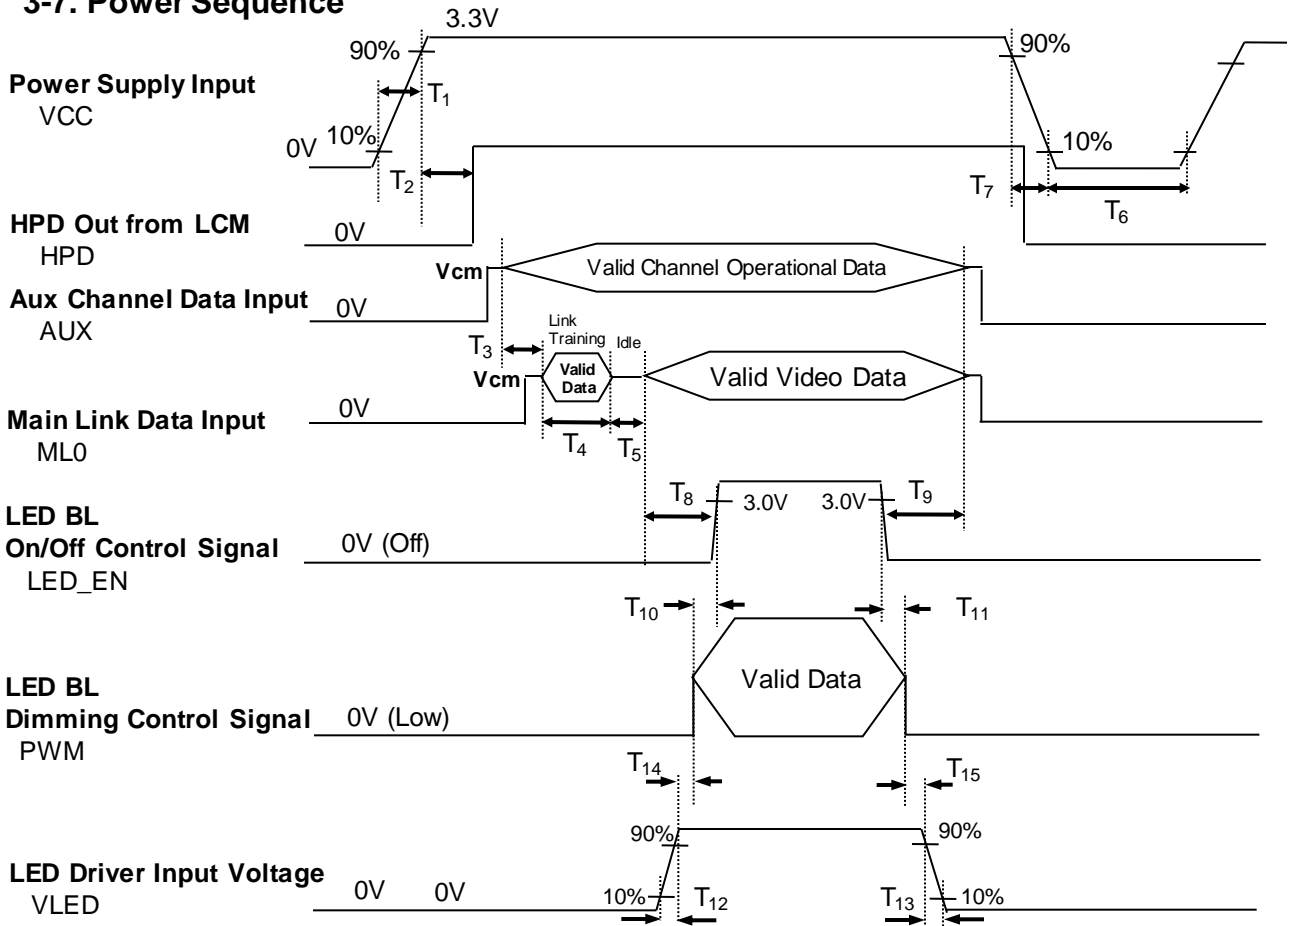 3-7. Power Sequence
3.3V
90%
90%
Power Supply Input
VCC
T1
0V
10%
10%
T2
T7
T6
HPD Out from LCM
HPD
0V
Vcm
Valid Channel Operational Data
Aux Channel Data Input
AUX
0V
Link
Training
Idle
T3
Vcm
Valid
Data
Valid Video Data
Main Link Data Input
ML0
0V
T4
T5
T8
3.0V
3.0V
T9
LED BL
On/Off Control Signal
LED_EN
0V (Off)
T10
T11
Valid Data
LED BL
Dimming Control Signal
PWM
0V (Low)
T14
T15
90%
90%
LED Driver Input Voltage
VLED
0V
0V
10%
T12
T13
10%